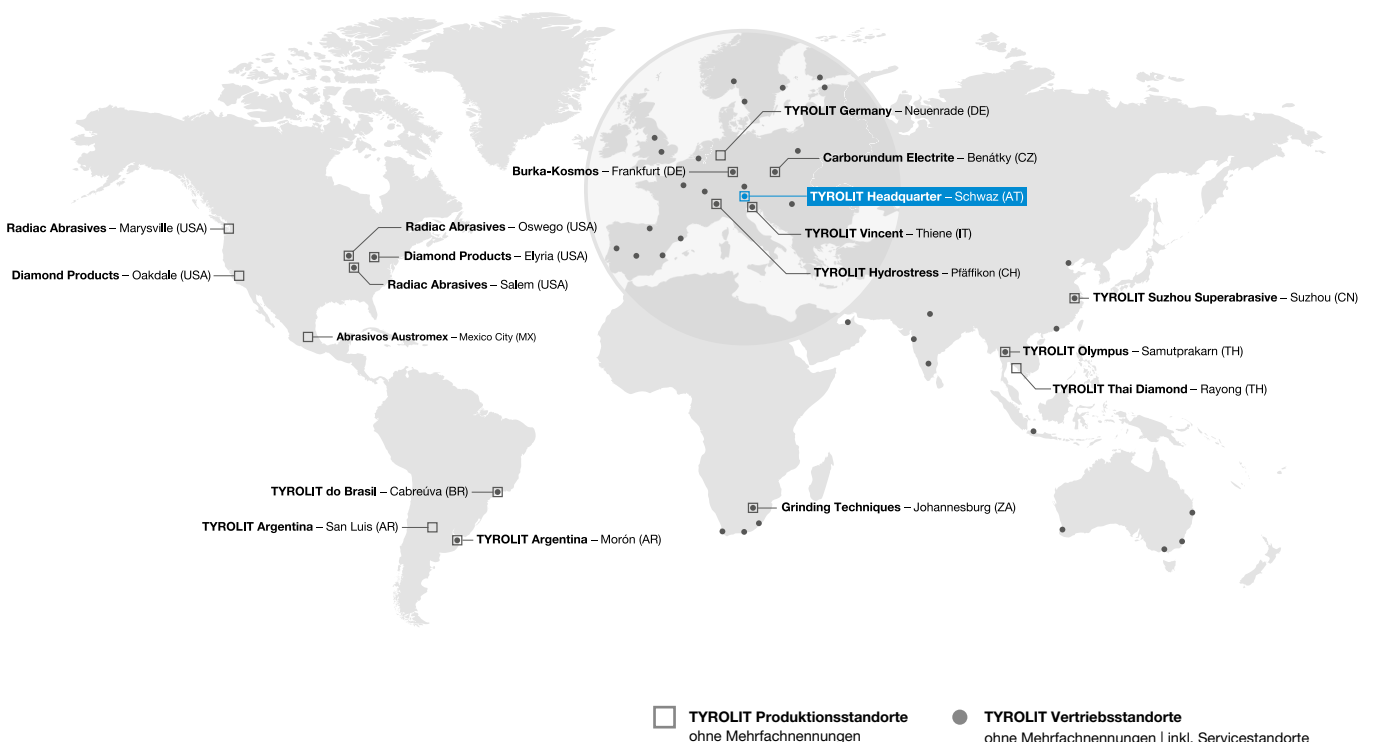 TYROLIT Germany – Neuenrade (DE)
Carborundum Electrite – Benátky (CZ)
Burka-Kosmos – Frankfurt (DE)
TYROLIT Headquarter – Schwaz (AT)
Radiac Abrasives – Marysville (USA)
Radiac Abrasives – Oswego (USA)
TYROLIT Vincent – Thiene (IT)
Diamond Products – Elyria (USA)
Diamond Products – Oakdale (USA)
TYROLIT Hydrostress – Pfäffikon (CH)
Radiac Abrasives – Salem (USA)
TYROLIT Suzhou Superabrasive – Suzhou (CN)
Abrasivos Austromex – Mexico City (MX)
TYROLIT Olympus – Samutprakarn (TH)
TYROLIT Thai Diamond – Rayong (TH)
TYROLIT do Brasil – Cabreúva (BR)
Grinding Techniques – Johannesburg (ZA)
TYROLIT Argentina – San Luis (AR)
TYROLIT Argentina – Morón (AR)
TYROLIT Produktionsstandorte
ohne Mehrfachnennungen
TYROLIT Vertriebsstandorte
ohne Mehrfachnennungen | inkl. Servicestandorte